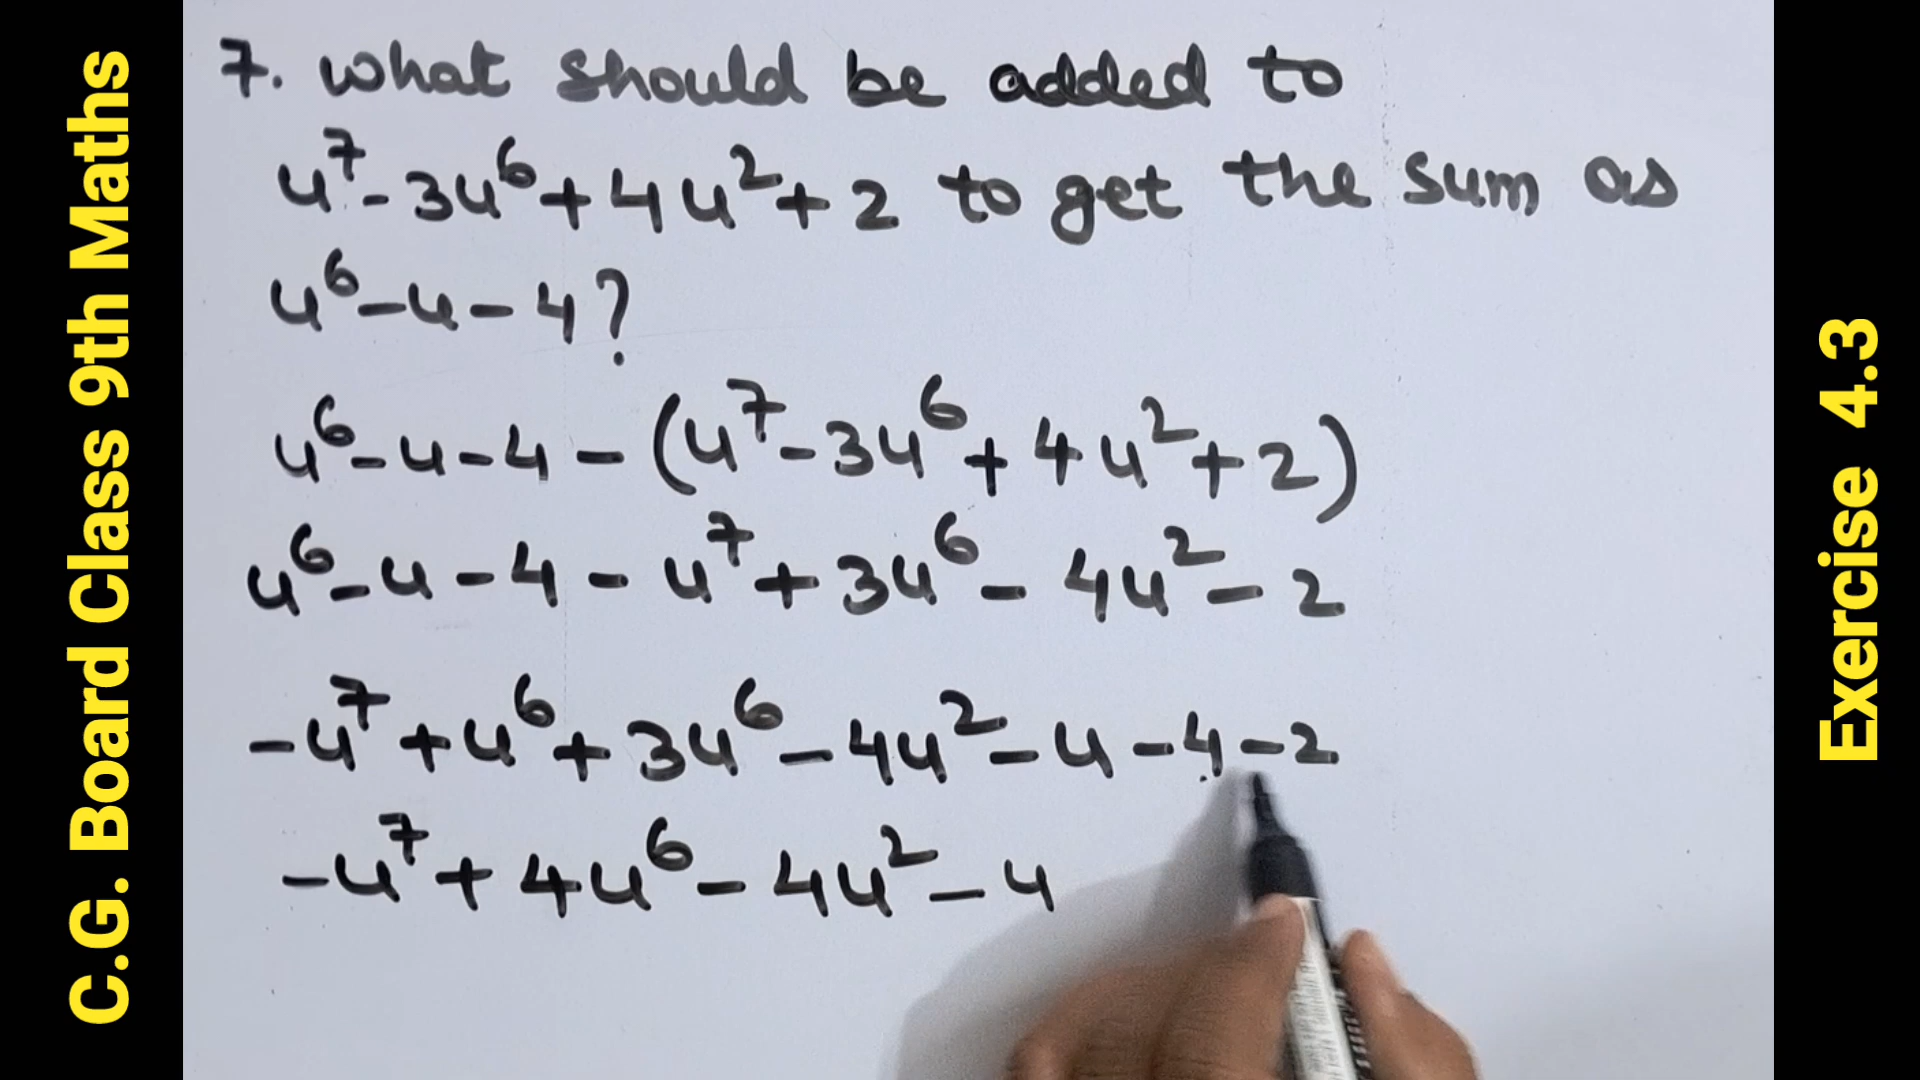 C.G. Board Class 9th Maths
7. What should be added to
u⁷ - 3u⁶ + 4u² + 2 to get the sum as
u⁶ - u - 4?
u⁶ - u - 4 - (u⁷ - 3u⁶ + 4u² + 2)
u⁶ - u - 4 - u⁷ + 3u⁶ - 4u² - 2
-u⁷ + u⁶ + 3u⁶ - 4u² - u - 4 - 2
-u⁷ + 4u⁶ - 4u² - u
Exercise 4.3